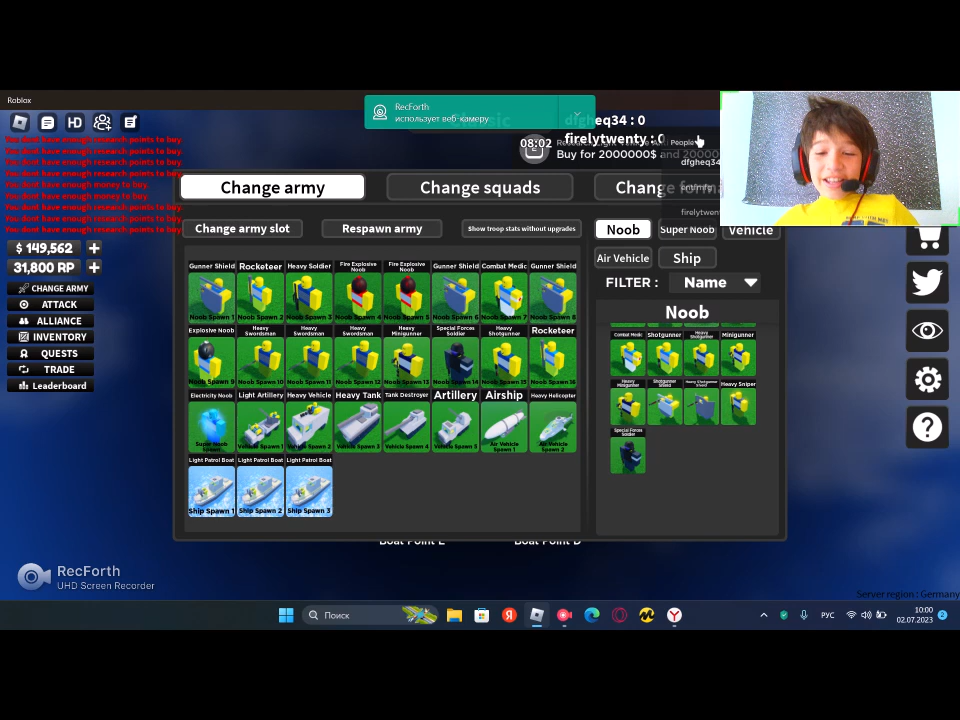 Roblox
RecForth
использует веб-камеру
dfgheq34 : 0
firelytwenty : 0
08:02
Buy for 2000000$ and 20000
People
dfgheq34
firelytwent
HD
You dont have enough research points to buy.
You dont have enough research points to buy.
You dont have enough research points to buy.
You dont have enough research points to buy.
You dont have enough money to buy.
You dont have enough money to buy.
You dont have enough research points to buy.
You dont have enough research points to buy.
You dont have enough research points to buy.
$ 149,562 +
31,800 RP +
CHANGE ARMY
ATTACK
ALLIANCE
INVENTORY
QUESTS
TRADE
Leaderboard
Change army
Change squads
Change forma
Change army slot
Respawn army
Show troop stats without upgrades
Noob
Super Noob
Vehicle
Air Vehicle
Ship
FILTER :
Name
Noob
Gunner Shield
Rocketeer
Heavy Soldier
Fire Explosive Noob
Fire Explosive Noob
Gunner Shield
Combat Medic
Gunner Shield
Noob Spawn 1
Noob Spawn 2
Noob Spawn 3
Noob Spawn 4
Noob Spawn 5
Noob Spawn 6
Noob Spawn 7
Noob Spawn 8
Explosive Noob
Heavy Swordsman
Heavy Swordsman
Heavy Swordsman
Heavy Minigunner
Special Forces Soldier
Heavy Shotgunner
Rocketeer
Noob Spawn 9
Noob Spawn 10
Noob Spawn 11
Noob Spawn 12
Noob Spawn 13
Noob Spawn 14
Noob Spawn 15
Noob Spawn 16
Electricity Noob
Light Artillery
Heavy Vehicle
Heavy Tank
Tank Destroyer
Artillery
Airship
Heavy Helicopter
Super Noob Spawn
Vehicle Spawn 1
Vehicle Spawn 2
Vehicle Spawn 3
Vehicle Spawn 4
Vehicle Spawn 5
Air Vehicle Spawn 1
Air Vehicle Spawn 2
Light Patrol Boat
Light Patrol Boat
Light Patrol Boat
Ship Spawn 1
Ship Spawn 2
Ship Spawn 3
Combat Medic
Shotgunner
Heavy Shotgunner
Minigunner
Heavy Minigunner
Shotgunner Shield
Heavy Shotgunner Shield
Heavy Sniper
Special Forces Soldier
Boat Point E
Boat Point D
RecForth
UHD Screen Recorder
Server region : Germany
Поиск
РУС
10:00
02.07.2023